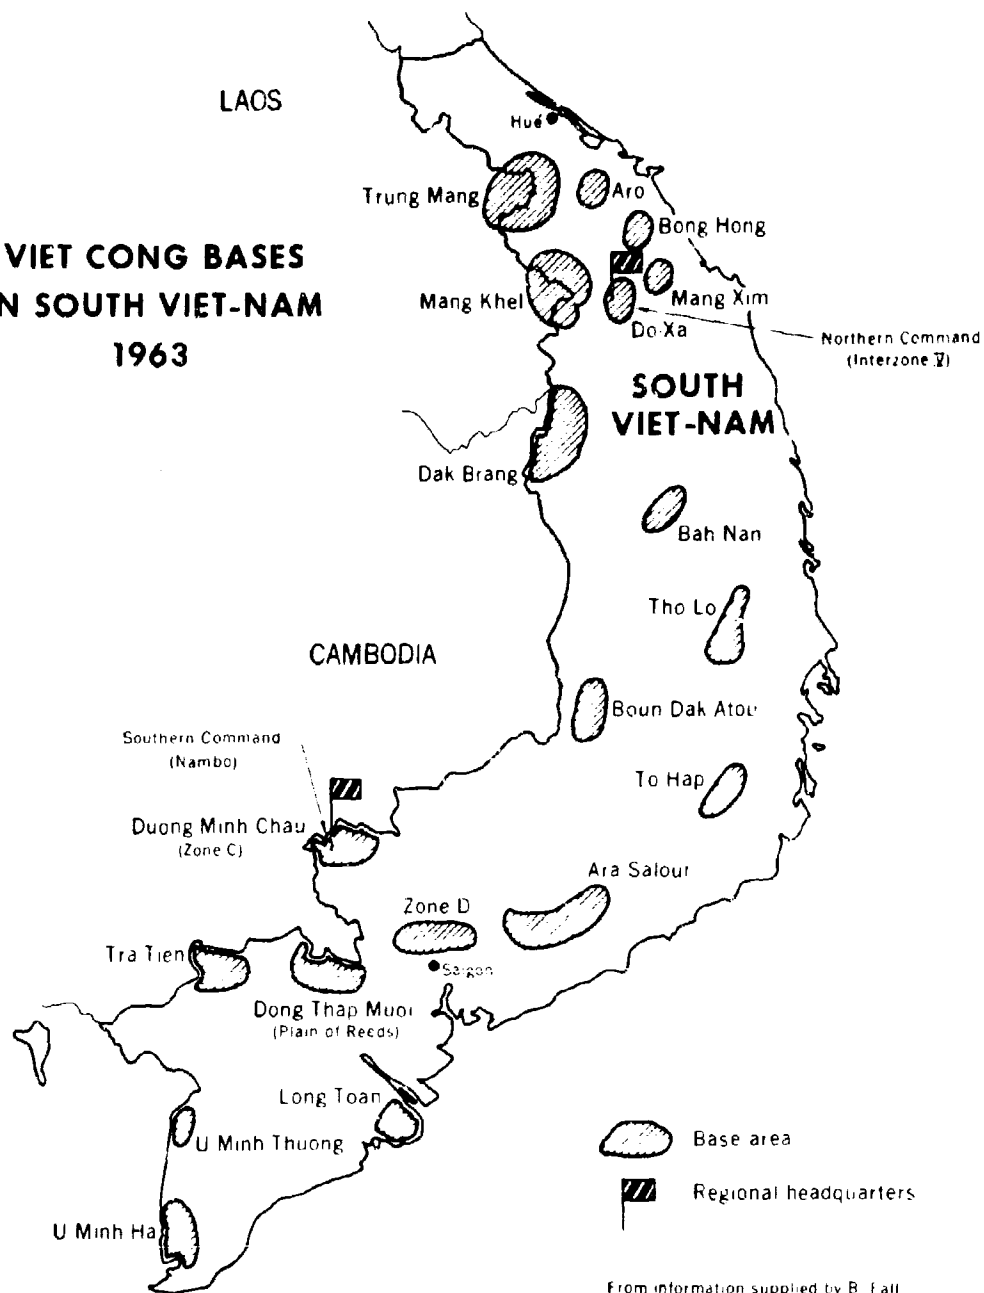 LAOS
Hué
Trung Mang
Aro
Bong Hong
VIET CONG BASES
N SOUTH VIET-NAM
1963
Mang Khel
Mang Xim
Do Xa
Northern Command
(Interzone V)
SOUTH
VIET-NAM
Dak Brang
Bah Nan
Tho Lo
CAMBODIA
Boun Dak Atou
Southern Command
(Nambo)
To Hap
Duong Minh Chau
(Zone C)
Ara Salour
Zone D
Tra Tien
Saigon
Dong Thap Muoi
(Plain of Reeds)
Long Toan
U Minh Thuong
Base area
Regional headquarters
U Minh Ha
From information supplied by B. Fall